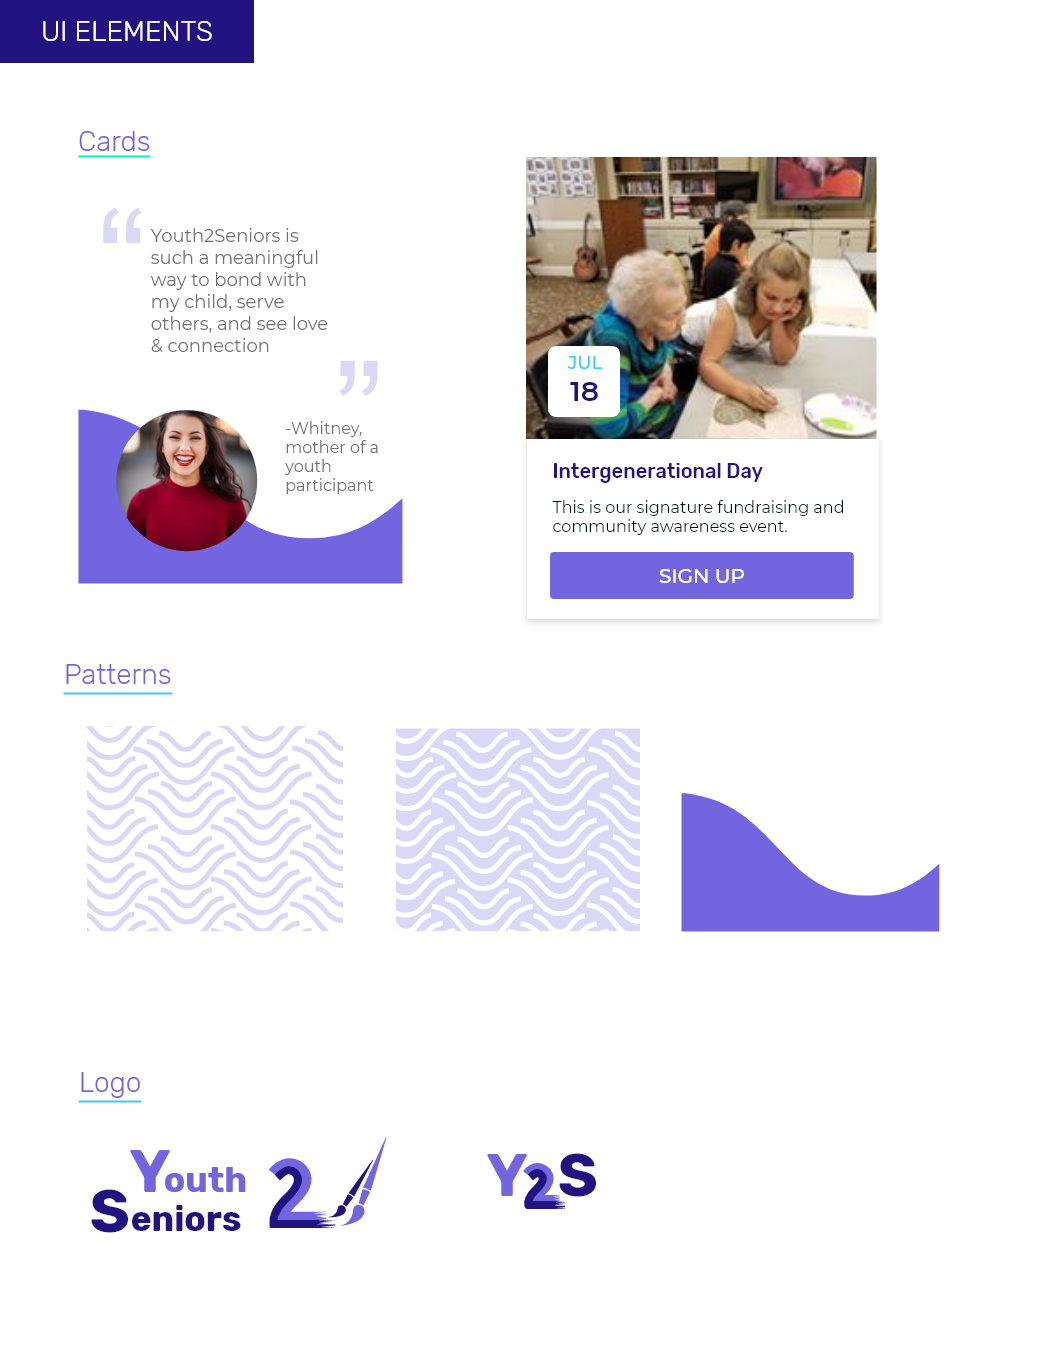 UI ELEMENTS
Cards
“
Youth2Seniors is
such a meaningful
way to bond with
my child, serve
others, and see love
& connection
”
-Whitney,
mother of a
youth
participant
JUL
18
Intergenerational Day
This is our signature fundraising and
community awareness event.
SIGN UP
Patterns
Logo
Youth
Seniors
2
Y2S